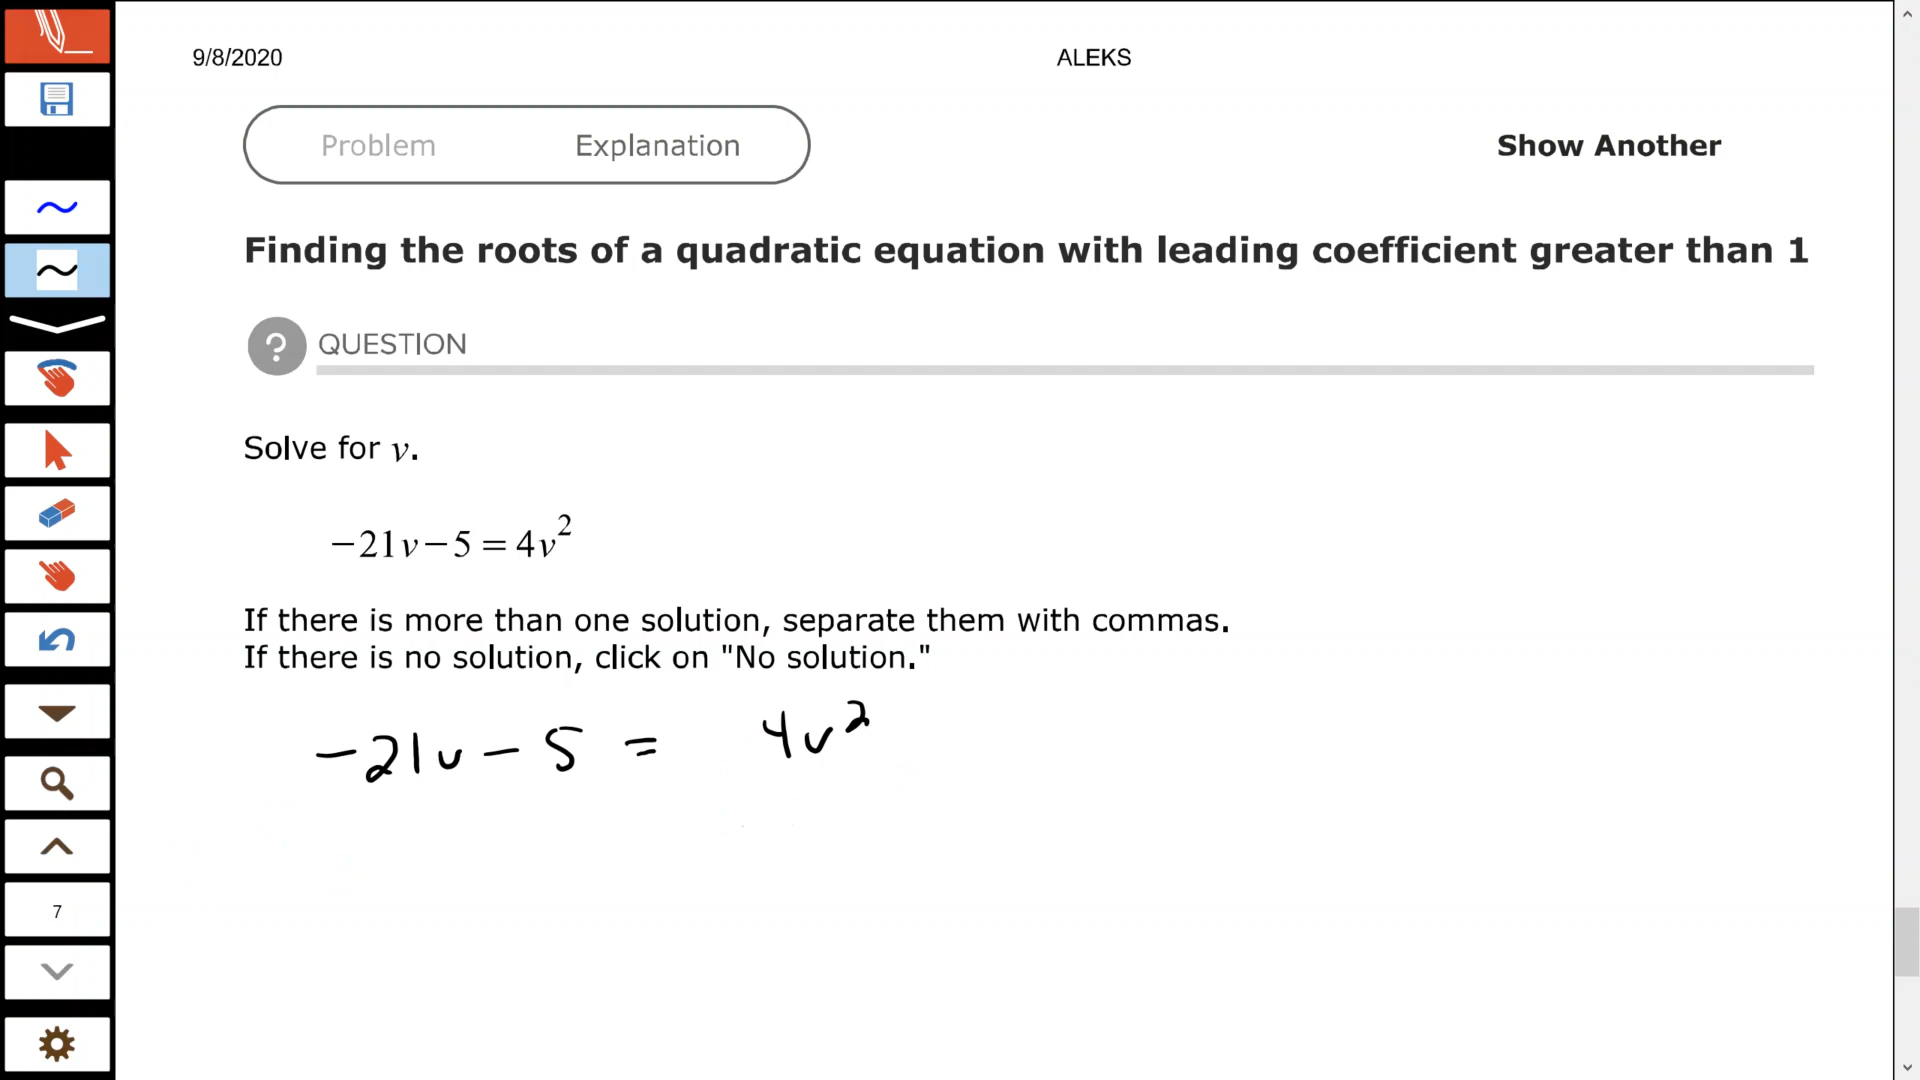 9/8/2020 ALEKS
Problem Explanation Show Another
Finding the roots of a quadratic equation with leading coefficient greater than 1
? QUESTION
Solve for v.
−21v−5=4v²
If there is more than one solution, separate them with commas.
If there is no solution, click on "No solution."
−21v − 5 = 4v²
7